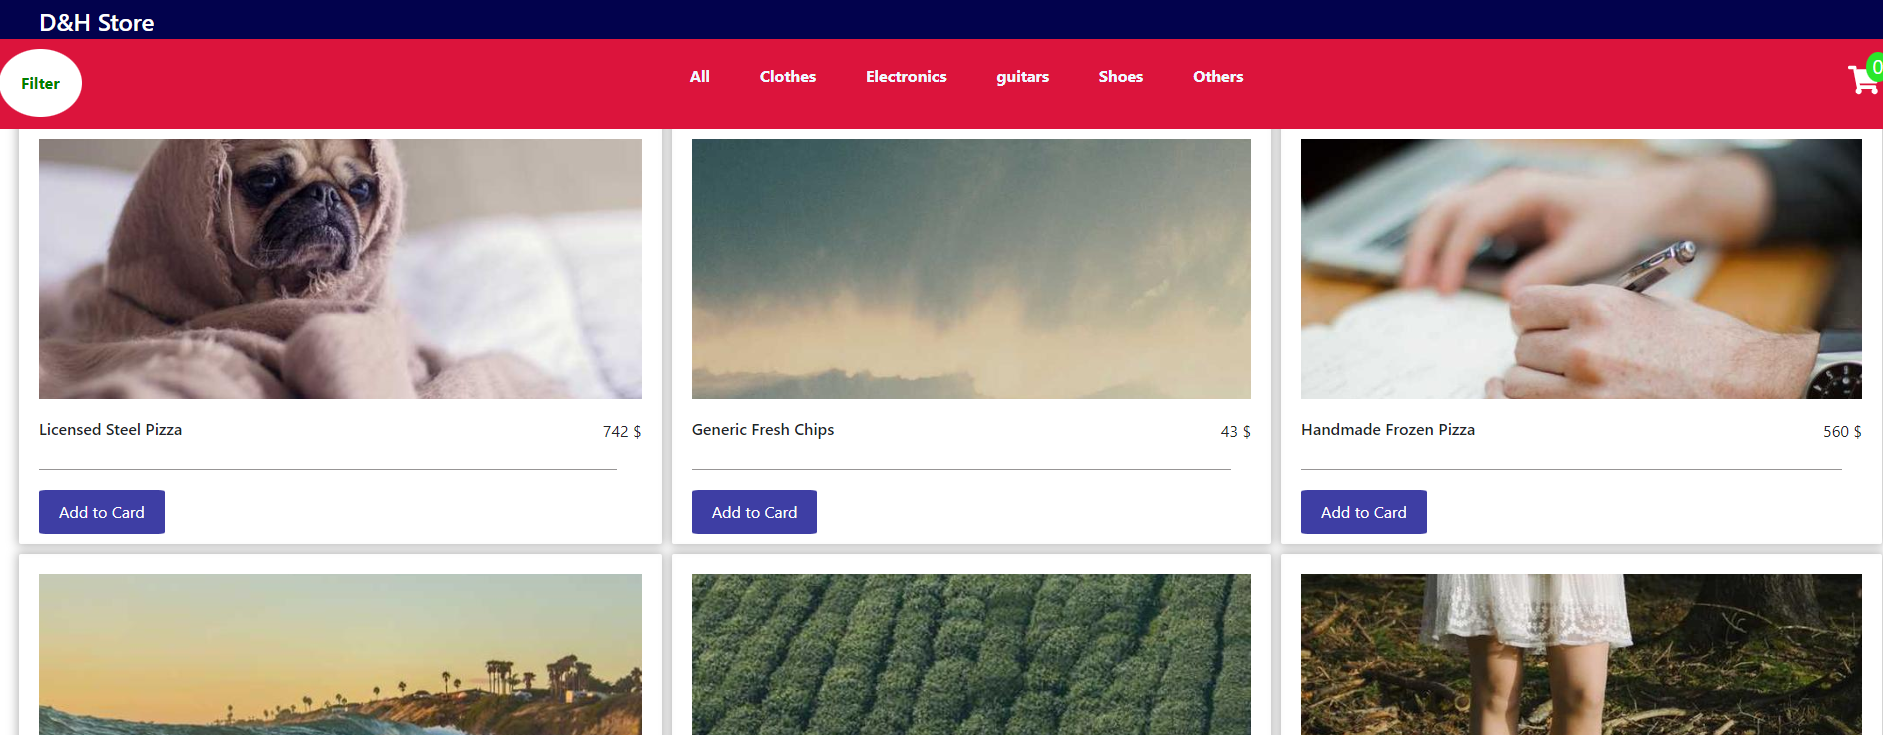 D&H Store
Filter
All Clothes Electronics guitars Shoes Others
0
Licensed Steel Pizza 742 $
Generic Fresh Chips 43 $
Handmade Frozen Pizza 560 $
Add to Card
Add to Card
Add to Card